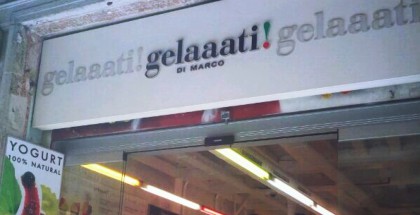 gelaaati! gelaaati! gelaaati
DI MARCO
YOGURT
100% NATURAL